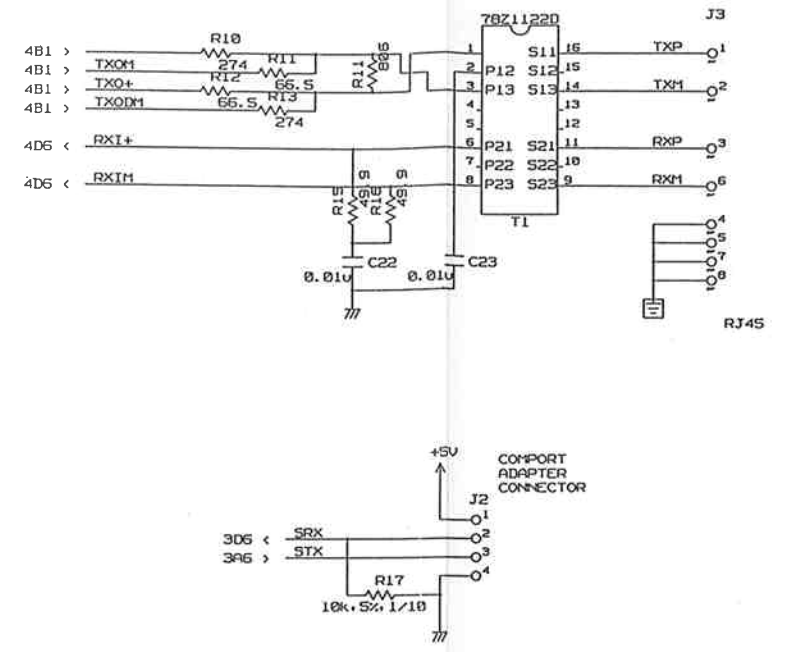 78Z1122D
J3
R10
4B1 >
274
4B1 > TXOM
R11
66.5
R11
806
4B1 > TXO+
R12
66.5
4B1 > TXODM
R13
274
4D6 < RXI+
4D6 < RXIM
R15
49.9
R16
49.9
1
2 P12
3 P13
4
5
6 P21
7 P22
8 P23
S11 16
S12 15
S13 14
13
12
S21 11
S22 10
S23 9
T1
TXP 1
TXM 2
RXP 3
RXM 6
4
5
7
8
RJ45
C22
0.01u
C23
0.01u
+5V
COMPORT
ADAPTER
CONNECTOR
J2
1
3D6 < SRX 2
3A6 > STX 3
4
R17
10k,5%,1/10